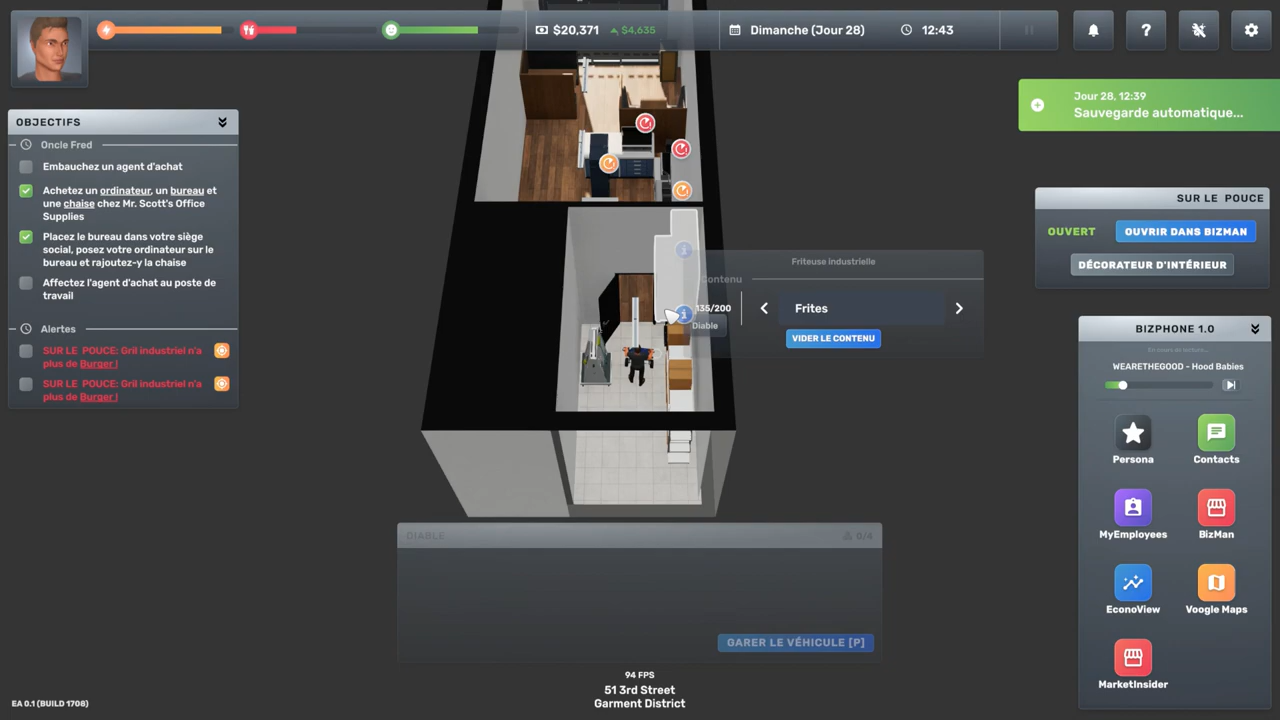 $20,371
$4,635
Dimanche (Jour 28)
12:43
OBJECTIFS
Oncle Fred
Embauchez un agent d'achat
Achetez un ordinateur, un bureau et
une chaise chez Mr. Scott's Office
Supplies
Placez le bureau dans votre siège
social, posez votre ordinateur sur le
bureau et rajoutez-y la chaise
Affectez l'agent d'achat au poste de
travail
Alertes
SUR LE POUCE: Gril industriel n'a
plus de Burger !
SUR LE POUCE: Gril industriel n'a
plus de Burger !
Jour 28, 12:39
Sauvegarde automatique...
SUR LE POUCE
OUVERT
OUVRIR DANS BIZMAN
DÉCORATEUR D'INTÉRIEUR
Friteuse industrielle
Contenu
135/200
Frites
Diable
VIDER LE CONTENU
BIZPHONE 1.0
En cours de lecture...
WEARETHEGOOD - Hood Babies
Persona
Contacts
MyEmployees
BizMan
EconoView
Voogle Maps
MarketInsider
DIABLE
0/6
GARER LE VÉHICULE [P]
94 FPS
51 3rd Street
Garment District
EA 0.1 (BUILD 1708)